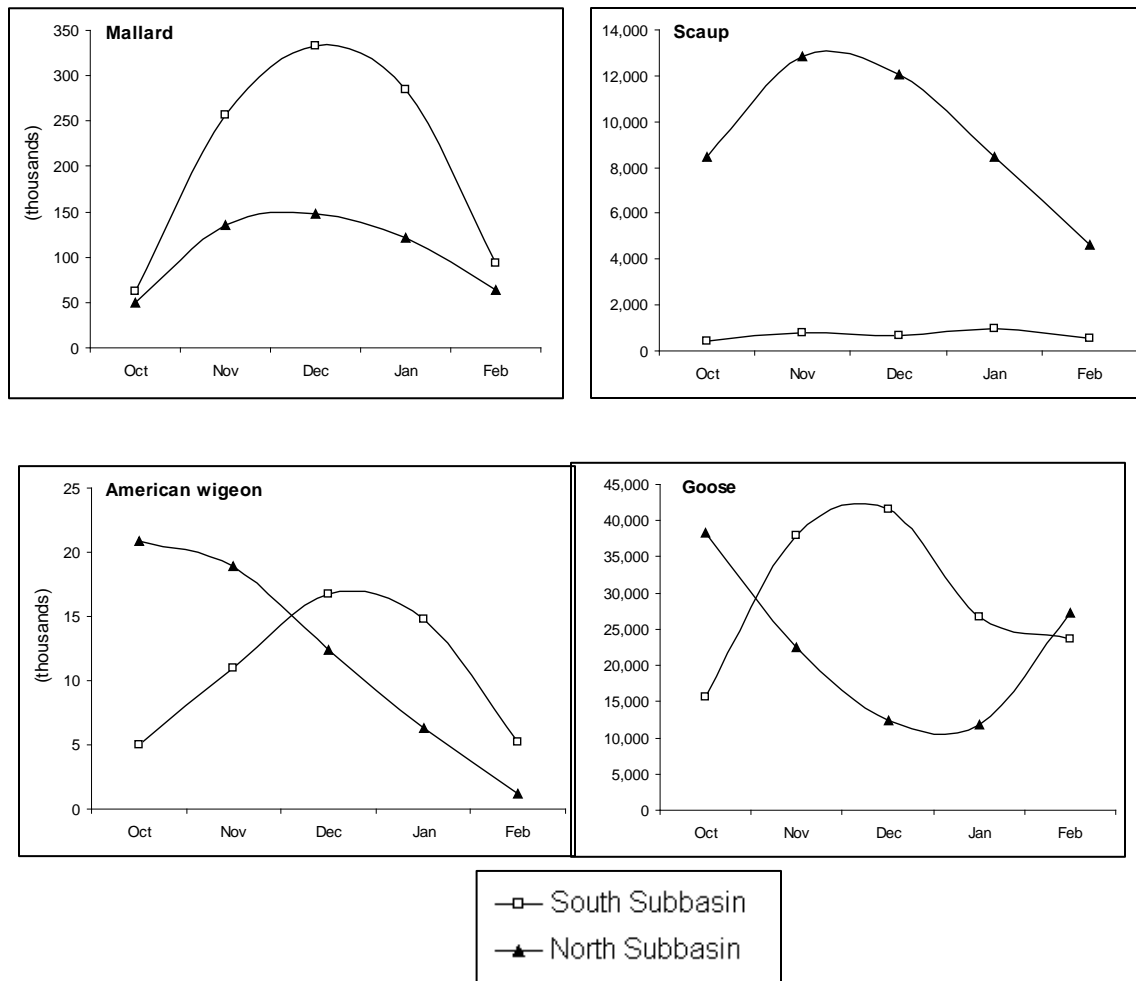 Mallard
350
300
250
200
150
100
50
0
(thousands)
Oct Nov Dec Jan Feb
Scaup
14,000
12,000
10,000
8,000
6,000
4,000
2,000
0
Oct Nov Dec Jan Feb
American wigeon
25
20
15
10
5
0
(thousands)
Oct Nov Dec Jan Feb
Goose
45,000
40,000
35,000
30,000
25,000
20,000
15,000
10,000
5,000
0
Oct Nov Dec Jan Feb
South Subbasin
North Subbasin